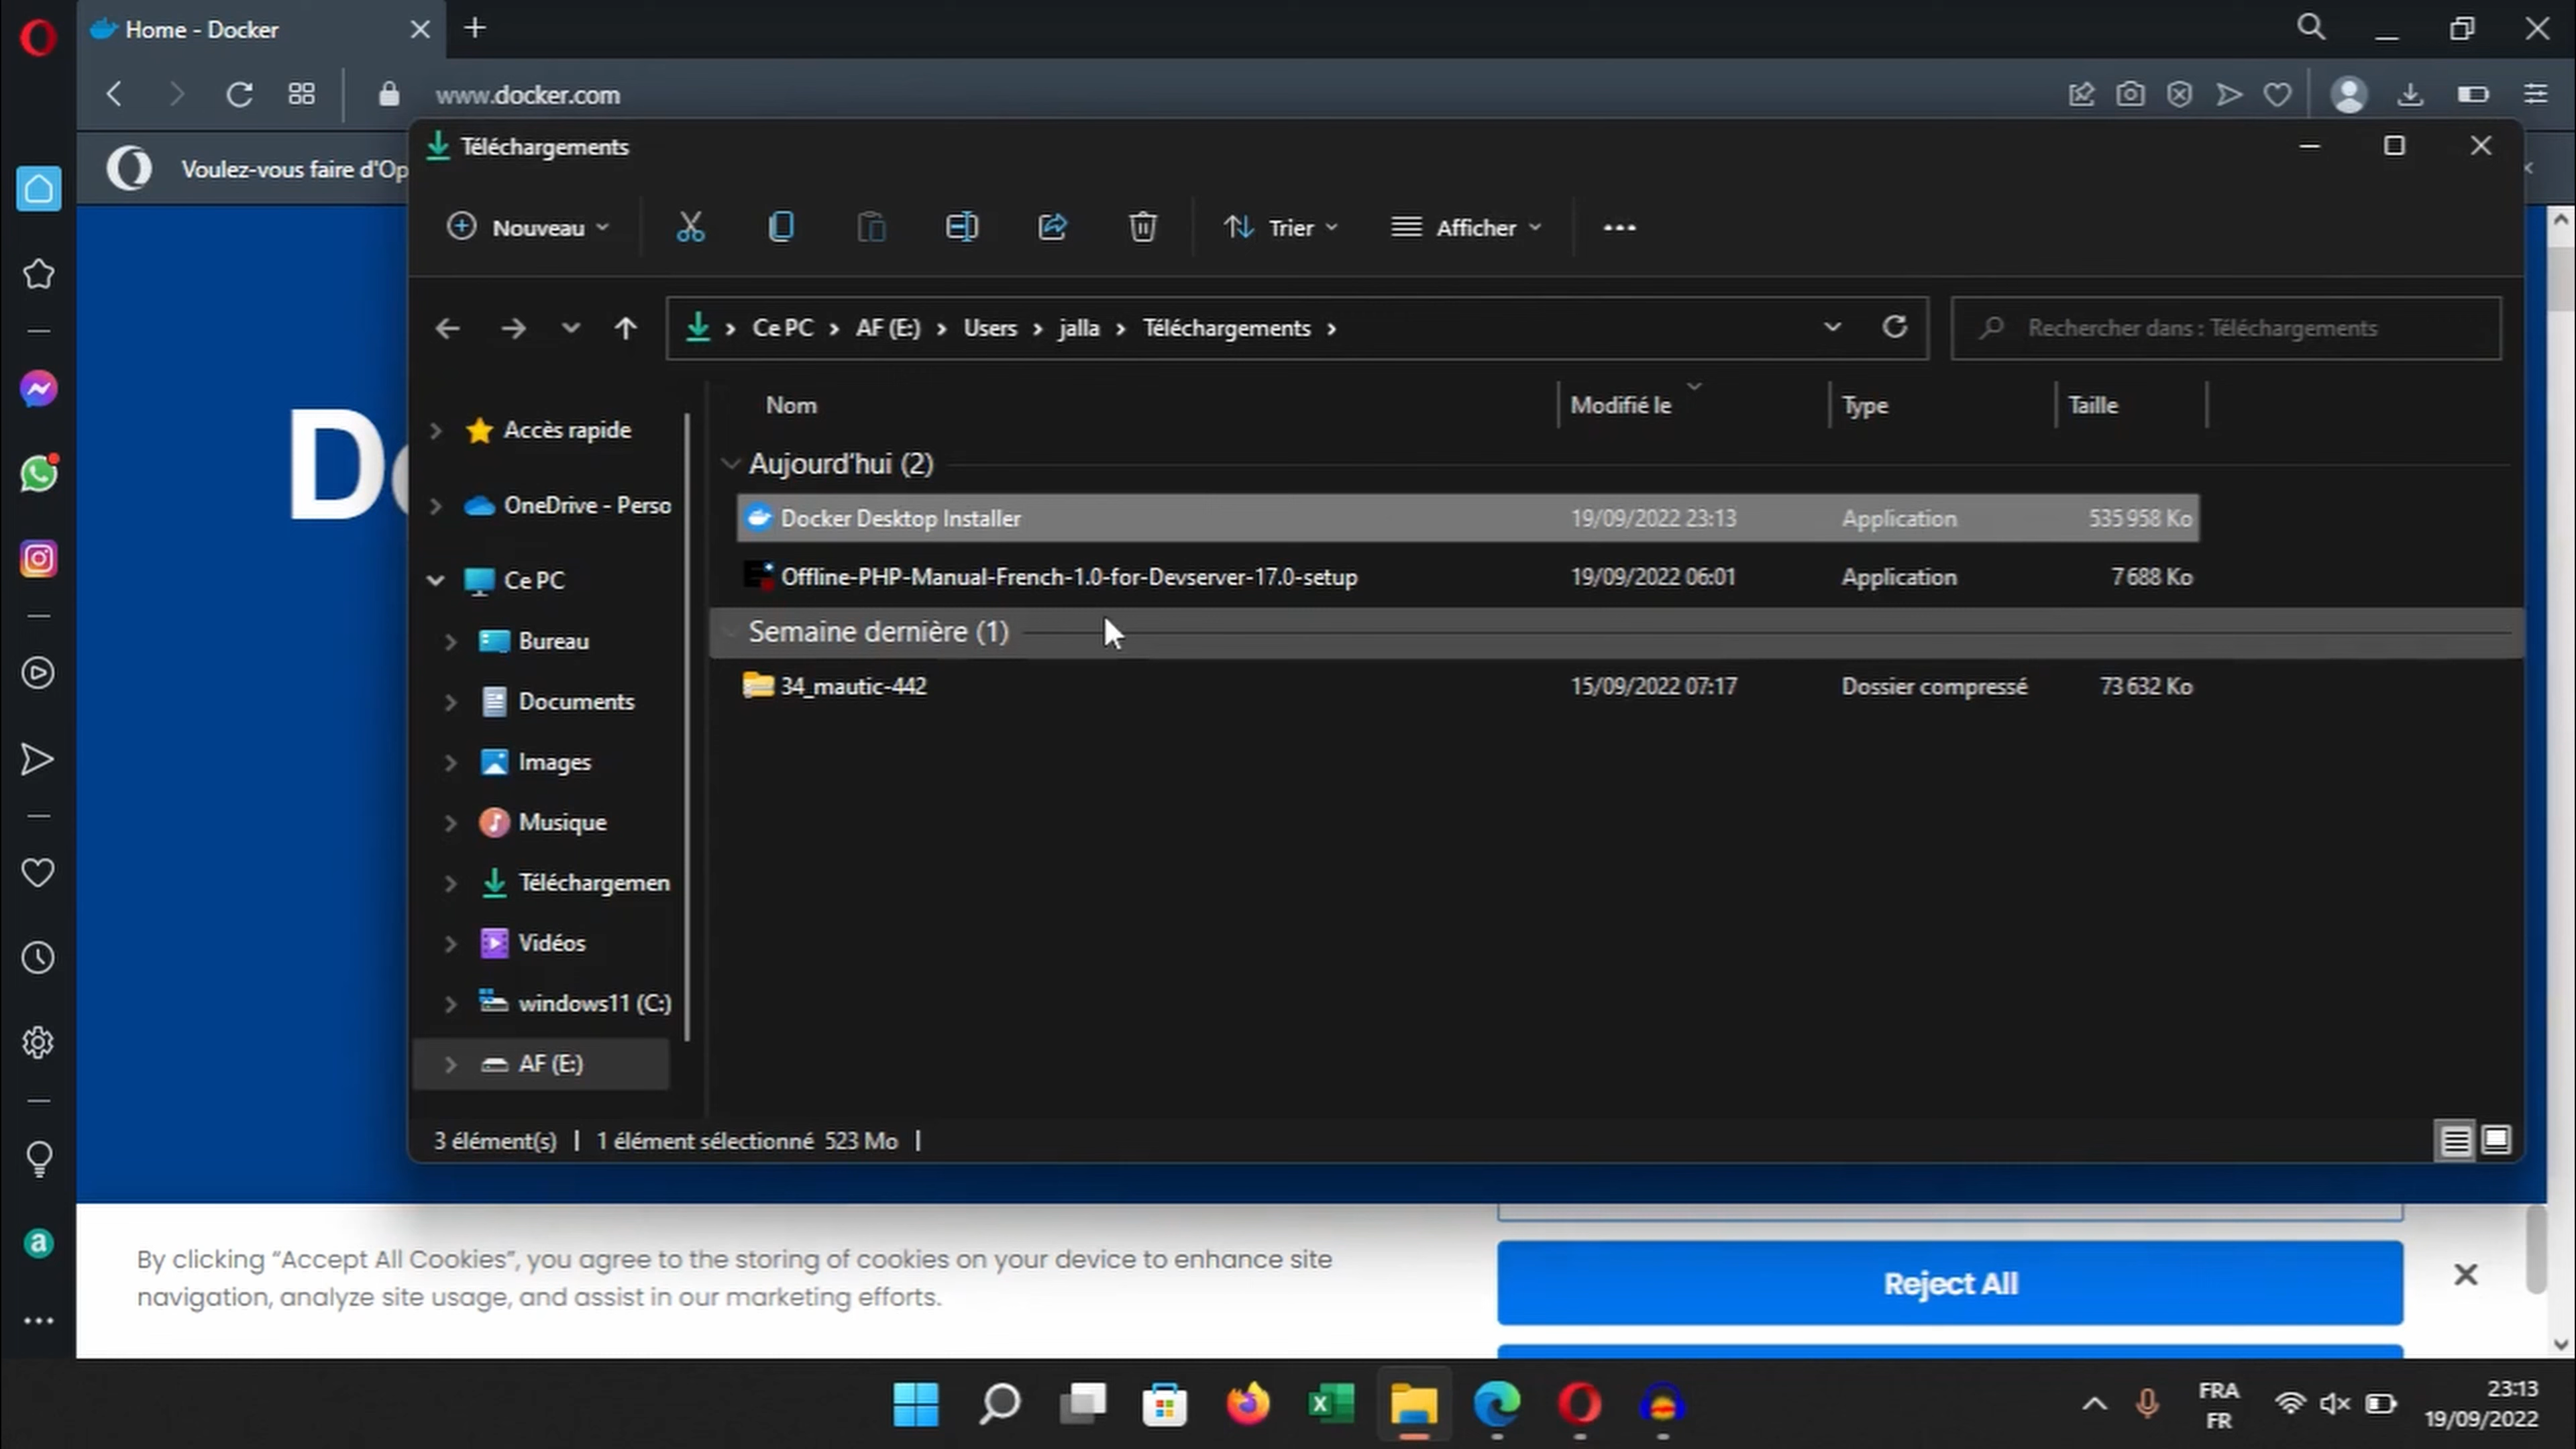 Home - Docker
www.docker.com
Voulez-vous faire d'Op
Téléchargements
Nouveau
Trier
Afficher
Ce PC
AF (E:)
Users
jalla
Téléchargements
Rechercher dans : Téléchargements
Nom
Modifié le
Type
Taille
Accès rapide
OneDrive - Perso
Ce PC
Bureau
Documents
Images
Musique
Téléchargemen
Vidéos
windows11 (C:)
AF (E:)
Aujourd'hui (2)
Docker Desktop Installer 19/09/2022 23:13 Application 535 958 Ko
Offline-PHP-Manual-French-1.0-for-Devserver-17.0-setup 19/09/2022 06:01 Application 7 688 Ko
Semaine dernière (1)
34_mautic-442 15/09/2022 07:17 Dossier compressé 73 632 Ko
3 élément(s) | 1 élément sélectionné 523 Mo |
D
By clicking “Accept All Cookies”, you agree to the storing of cookies on your device to enhance site
navigation, analyze site usage, and assist in our marketing efforts.
Reject All
FRA
FR
23:13
19/09/2022